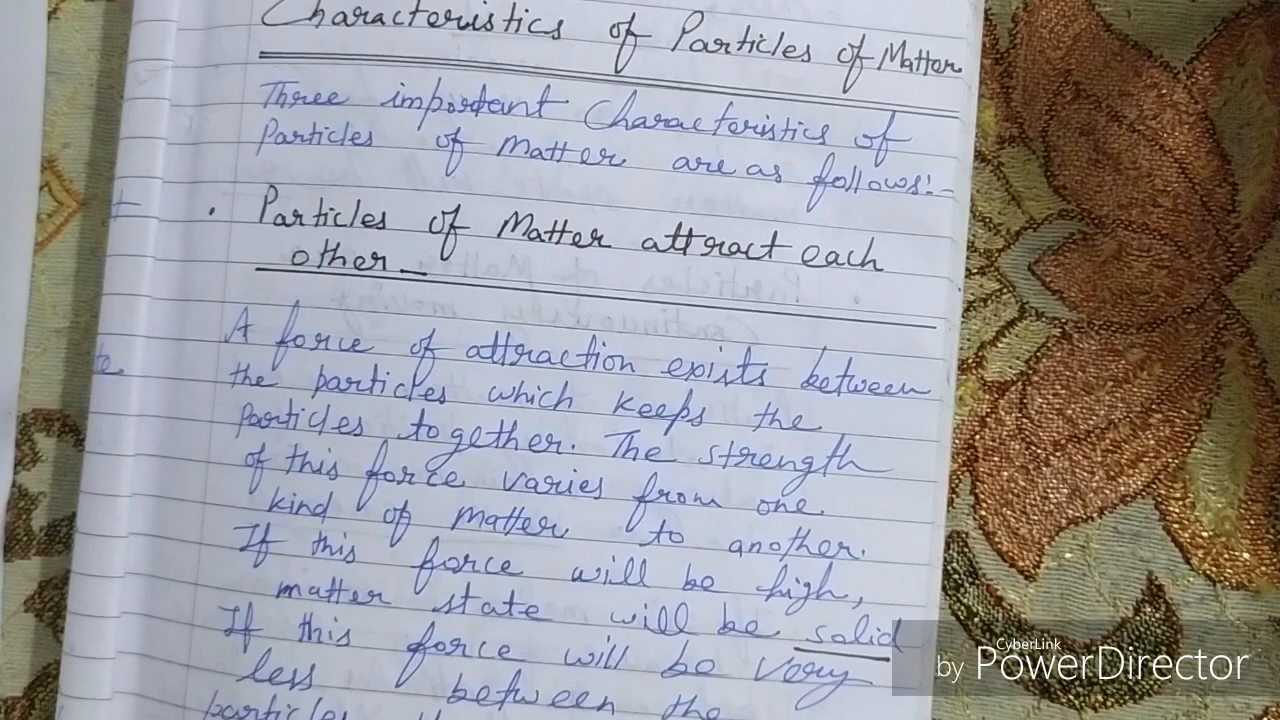 Characteristics of Particles of Matter
Three important Characteristics of
Particles of Matter are as follows:-
. Particles of Matter attract each
other
A force of attraction exists between
the particles which keeps the
particles together. The strength
of this force varies from one
kind of matter to another.
If this force will be high,
matter state will be solid
If this force will be very
less between the
particles
CyberLink
by PowerDirector